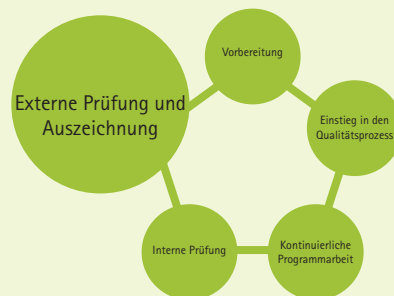 Externe Prüfung und
Auszeichnung
Vorbereitung
Einstieg in den
Qualitätsprozess
Kontinuierliche
Programmarbeit
Interne Prüfung